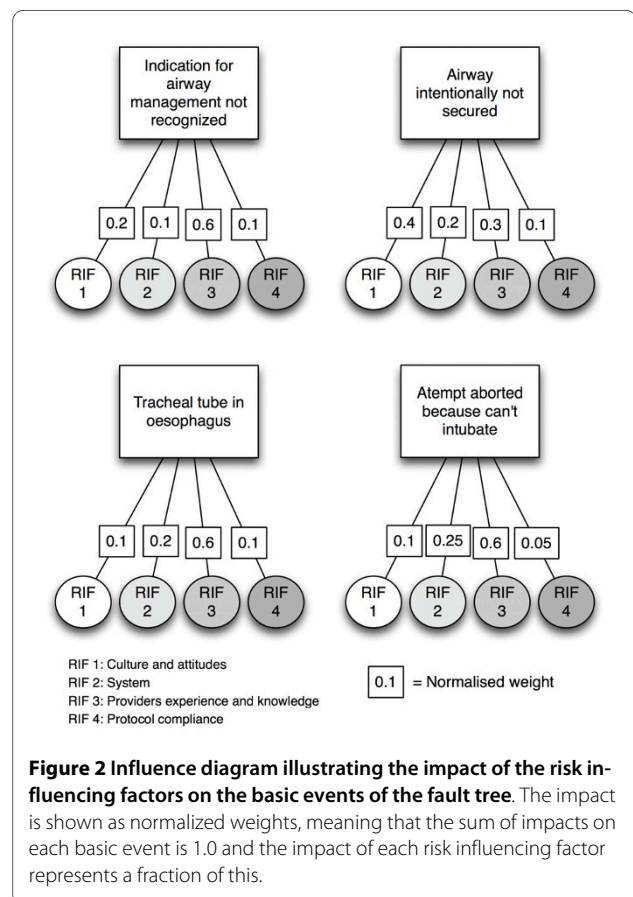 Indication for
airway
management not
recognized
Airway
intentionally not
secured
0.2 0.1 0.6 0.1
0.4 0.2 0.3 0.1
RIF
1
RIF
2
RIF
3
RIF
4
RIF
1
RIF
2
RIF
3
RIF
4
Tracheal tube in
oesophagus
Atempt aborted
because can't
intubate
0.1 0.2 0.6 0.1
0.1 0.25 0.6 0.05
RIF
1
RIF
2
RIF
3
RIF
4
RIF
1
RIF
2
RIF
3
RIF
4
RIF 1: Culture and attitudes
RIF 2: System
RIF 3: Providers experience and knowledge
RIF 4: Protocol compliance
0.1 = Normalised weight
Figure 2 Influence diagram illustrating the impact of the risk in-
fluencing factors on the basic events of the fault tree. The impact
is shown as normalized weights, meaning that the sum of impacts on
each basic event is 1.0 and the impact of each risk influencing factor
represents a fraction of this.